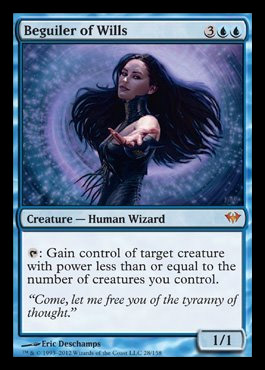 Beguiler of Wills 3
Creature — Human Wizard
: Gain control of target creature
with power less than or equal to the
number of creatures you control.
“Come, let me free you of the tyranny of
thought.”
Eric Deschamps
1/1
™ & © 1993–2012 Wizards of the Coast LLC 28/158